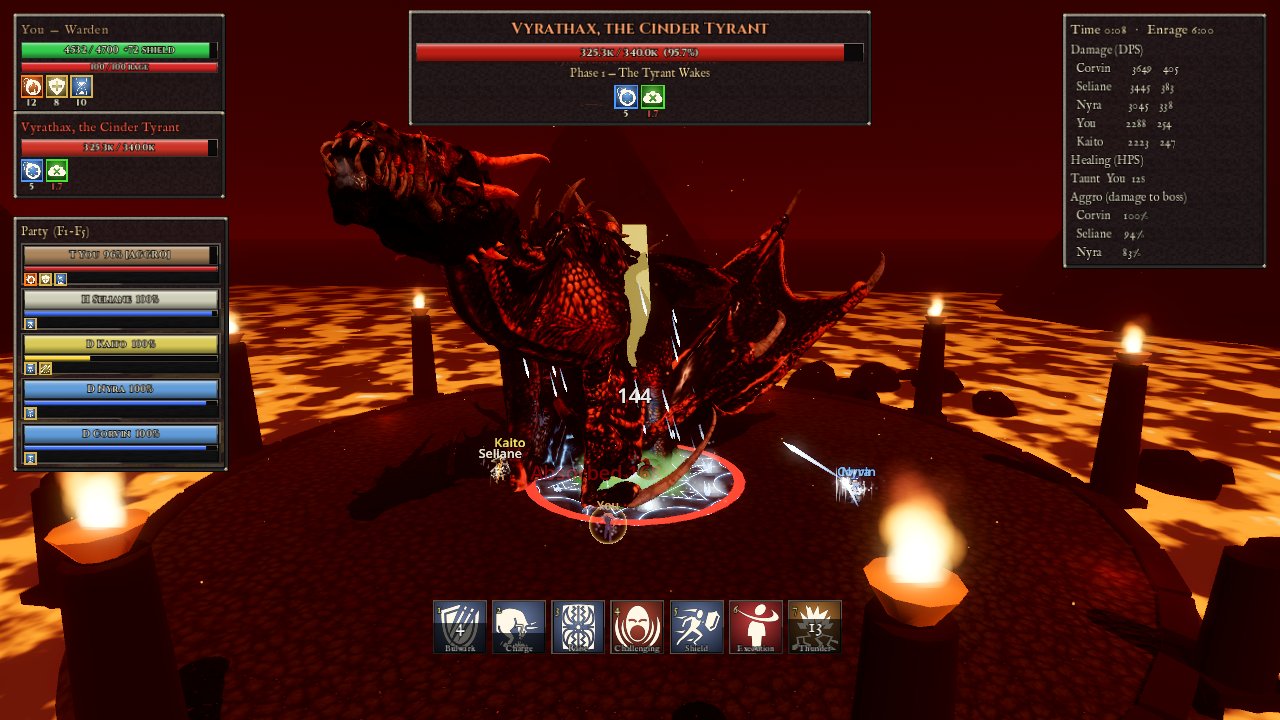 You – Warden
4532 / 4700 +72 SHIELD
100 / 100 RAGE
12 8 10
Vyrathax, the Cinder Tyrant
325.3K / 340.0K
5 1.7
Party (F1-F5)
T YOU 96% [AGGRO]
H SELIANE 100%
D KAITO 100%
D NYRA 100%
D CORVIN 100%
VYRATHAX, THE CINDER TYRANT
325.3K / 340.0K (95.7%)
Phase 1 – The Tyrant Wakes
5 1.7
Time 0:08 · Enrage 6:00
Damage (DPS)
Corvin 3649 405
Seliane 3445 383
Nyra 3045 338
You 2288 254
Kaito 2223 247
Healing (HPS)
Taunt You 12s
Aggro (damage to boss)
Corvin 100%
Seliane 94%
Nyra 83%
144
Kaito
Seliane
You
1 4 Bulwark
2 Charge
3
4 Challenging
5 Shield
6 Execution
7 13 Thunder